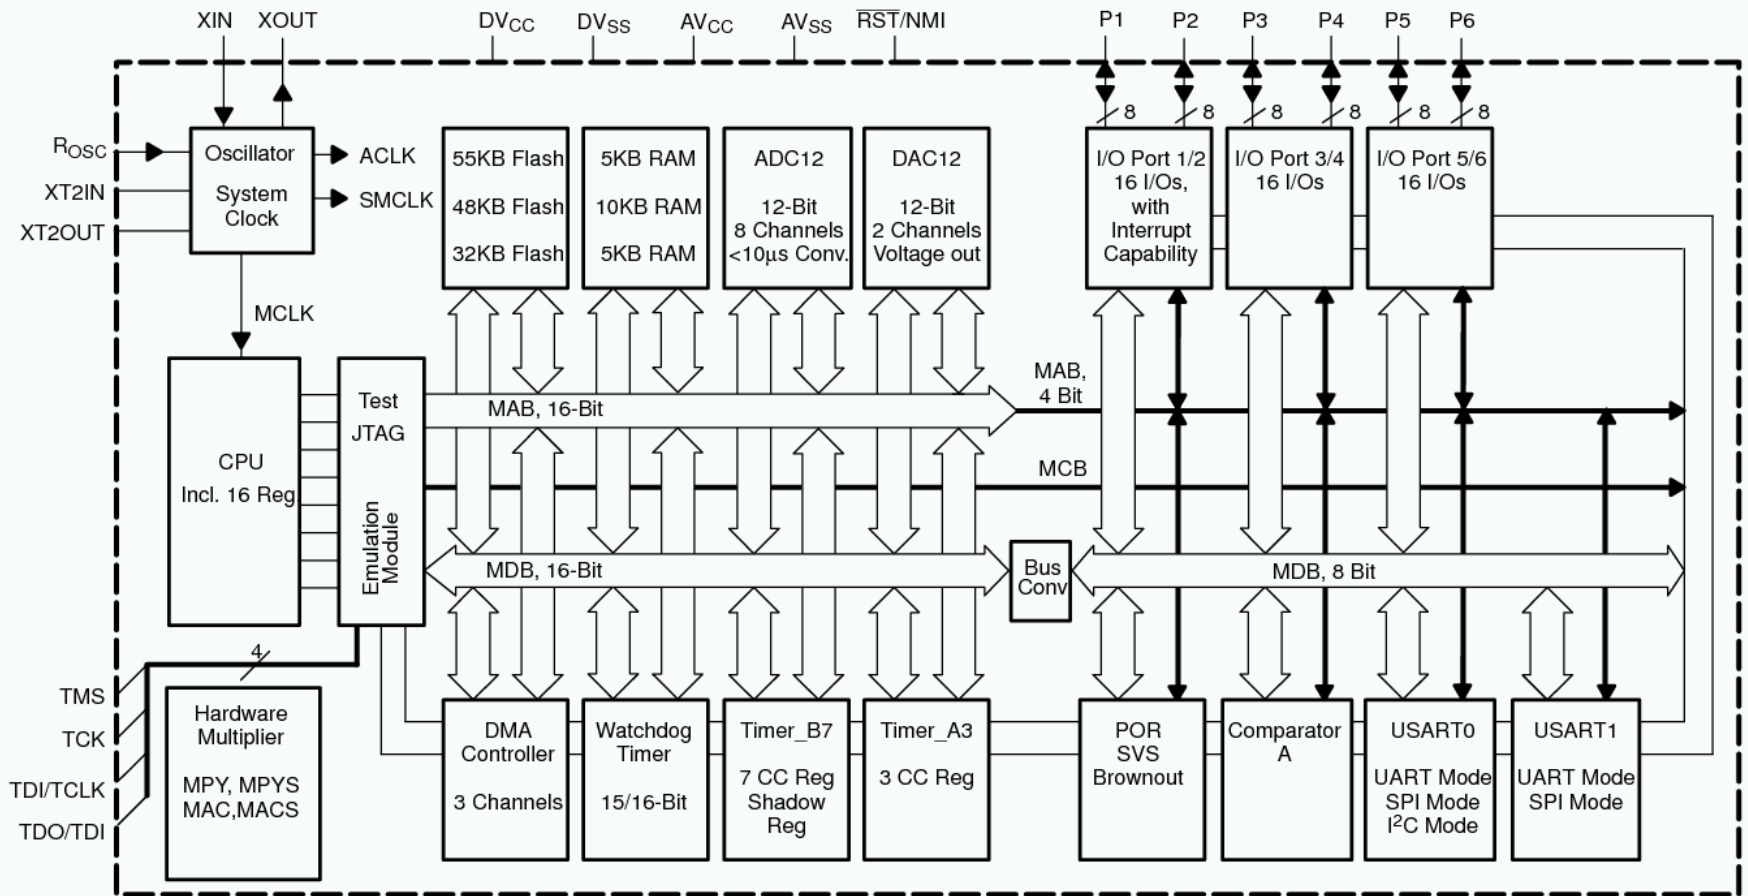 XIN XOUT DVCC DVSS AVCC AVSS RST/NMI P1 P2 P3 P4 P5 P6
8 8 8 8 8 8
ROSC
XT2IN
XT2OUT
Oscillator
System
Clock
ACLK
SMCLK
MCLK
55KB Flash
48KB Flash
32KB Flash
5KB RAM
10KB RAM
5KB RAM
ADC12
12-Bit
8 Channels
<10μs Conv.
DAC12
12-Bit
2 Channels
Voltage out
I/O Port 1/2
16 I/Os,
with
Interrupt
Capability
I/O Port 3/4
16 I/Os
I/O Port 5/6
16 I/Os
CPU
Incl. 16 Reg
Test
JTAG
Emulation
Module
MAB, 16-Bit
MAB,
4 Bit
MCB
MDB, 16-Bit
Bus
Conv
MDB, 8 Bit
4
TMS
TCK
TDI/TCLK
TDO/TDI
Hardware
Multiplier
MPY, MPYS
MAC,MACS
DMA
Controller
3 Channels
Watchdog
Timer
15/16-Bit
Timer_B7
7 CC Reg
Shadow
Reg
Timer_A3
3 CC Reg
POR
SVS
Brownout
Comparator
A
USART0
UART Mode
SPI Mode
I²C Mode
USART1
UART Mode
SPI Mode